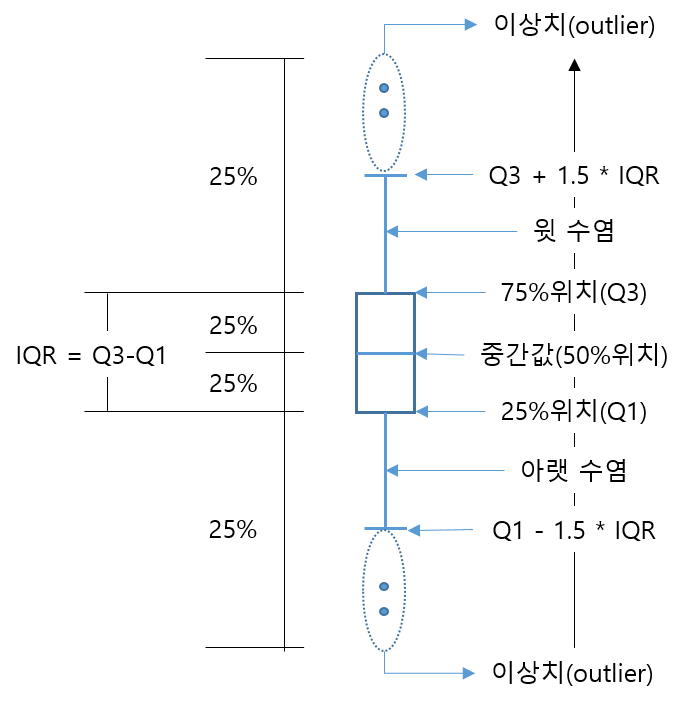 이상치(outlier)
25%
Q3 + 1.5 * IQR
윗 수염
75%위치(Q3)
25%
IQR = Q3-Q1
중간값(50%위치)
25%
25%위치(Q1)
아랫 수염
25%
Q1 - 1.5 * IQR
이상치(outlier)